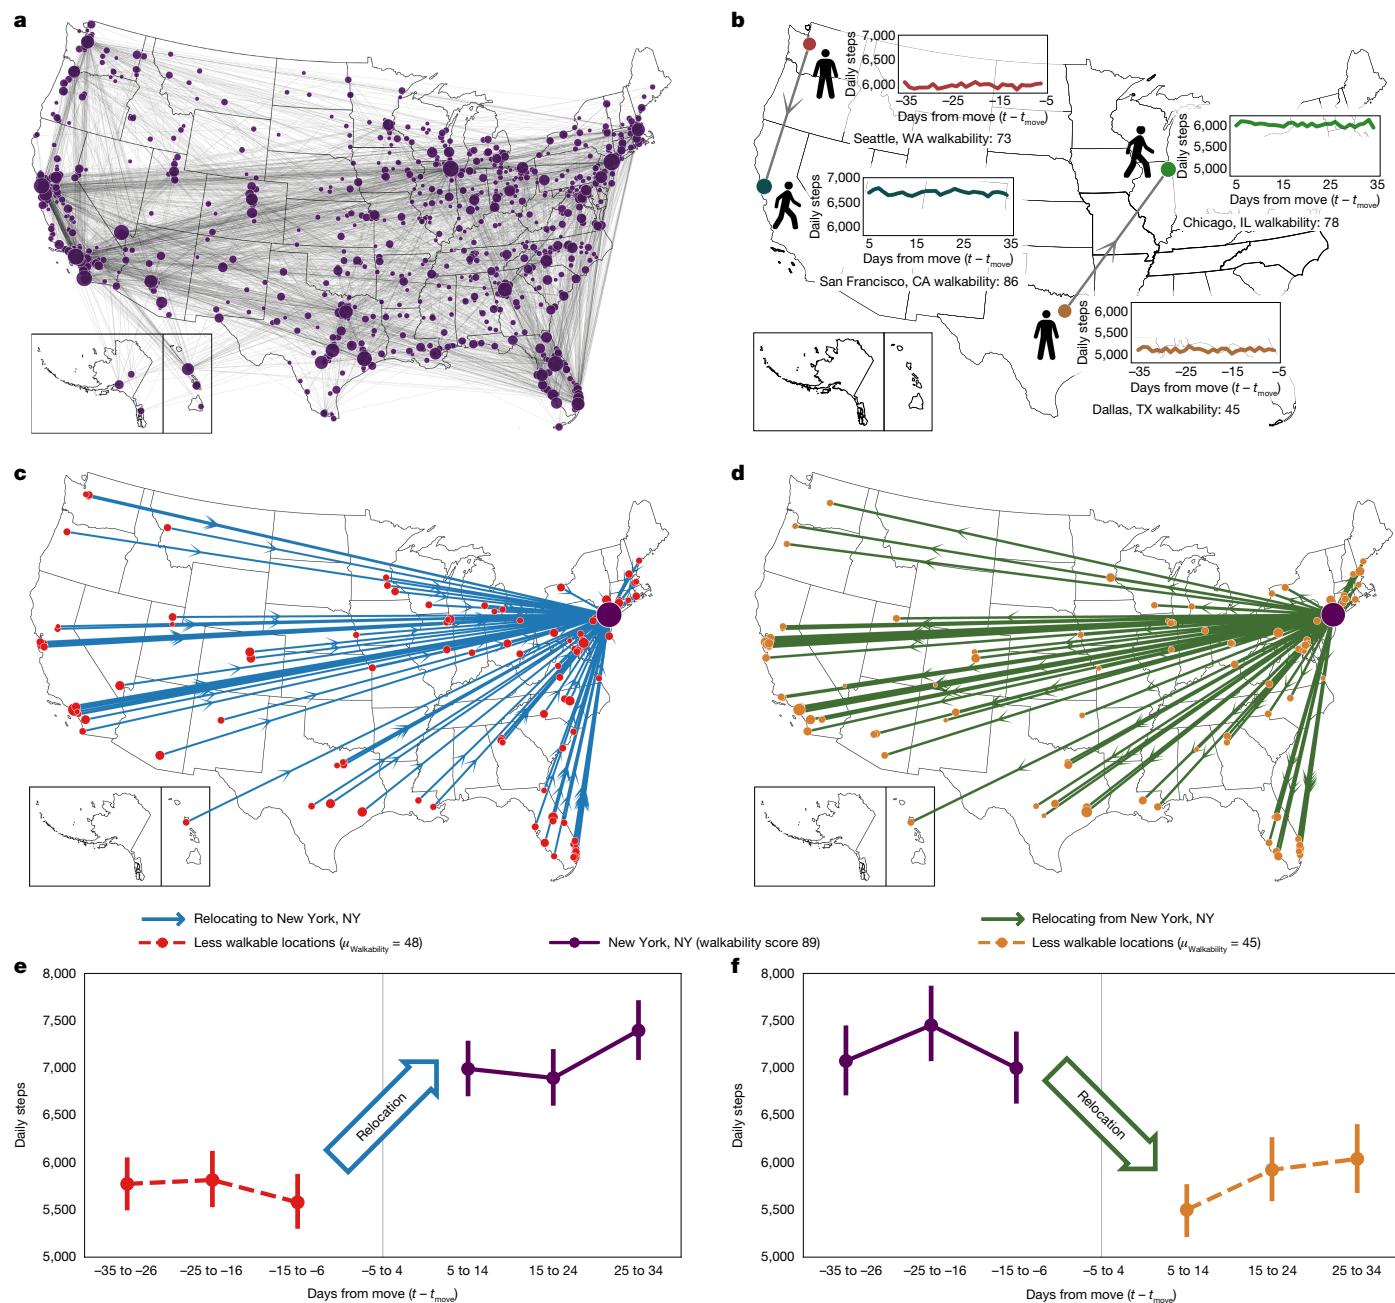 a
b
7,000
6,500
6,000
Daily steps
−35
−25
−15
−5
Days from move (t − tmove)
Seattle, WA walkability: 73
6,000
5,500
5,000
Daily steps
5
15
25
35
Days from move (t − tmove)
Chicago, IL walkability: 78
7,000
6,500
6,000
Daily steps
5
15
25
35
Days from move (t − tmove)
San Francisco, CA walkability: 86
6,000
5,500
5,000
Daily steps
−35
−25
−15
−5
Days from move (t − tmove)
Dallas, TX walkability: 45
c
d
Relocating to New York, NY
Relocating from New York, NY
Less walkable locations (μWalkability = 48)
New York, NY (walkability score 89)
Less walkable locations (μWalkability = 45)
e
8,000
7,500
7,000
6,500
6,000
5,500
5,000
Daily steps
Relocation
−35 to −26
−25 to −16
−15 to −6
−5 to 4
5 to 14
15 to 24
25 to 34
Days from move (t − tmove)
f
8,000
7,500
7,000
6,500
6,000
5,500
5,000
Daily steps
Relocation
−35 to −26
−25 to −16
−15 to −6
−5 to 4
5 to 14
15 to 24
25 to 34
Days from move (t − tmove)